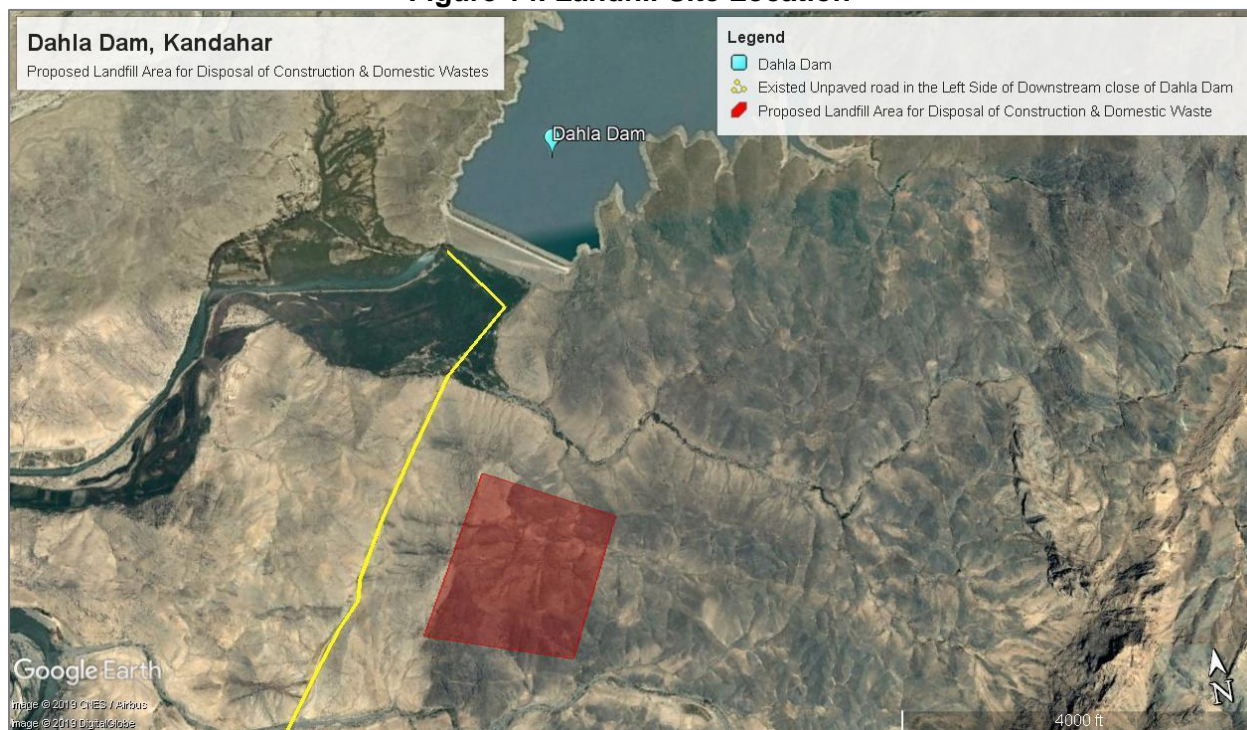 Dahla Dam, Kandahar
Proposed Landfill Area for Disposal of Construction & Domestic Wastes
Legend
Dahla Dam
Existed Unpaved road in the Left Side of Downstream close of Dahla Dam
Proposed Landfill Area for Disposal of Construction & Domestic Waste
Dahla Dam
Google Earth
Image © 2019 CNES / Airbus
Image © 2019 DigitalGlobe
N
4000 ft